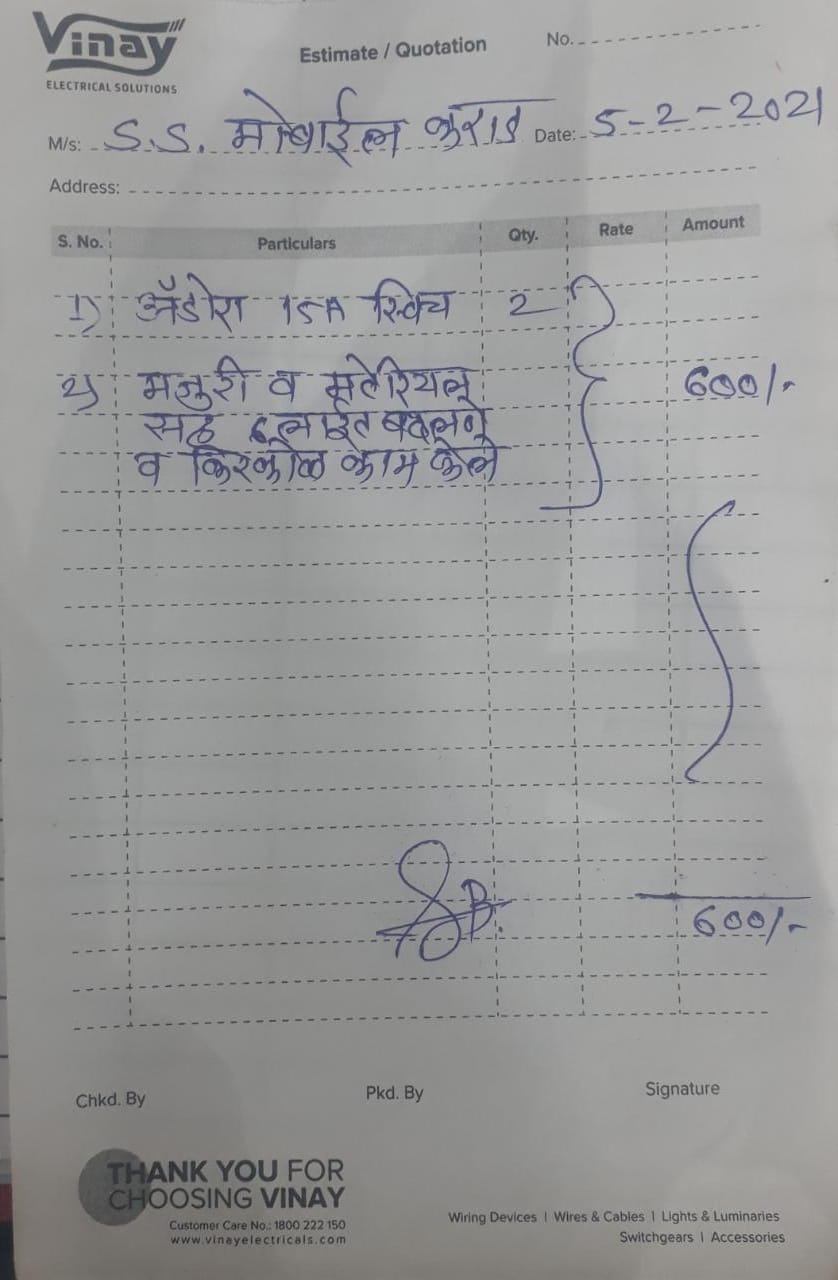 Vinay
ELECTRICAL SOLUTIONS
Estimate / Quotation
No.
M/s: S.S. मोबाईल कराड Date: 5-2-2021
Address:
S. No. Particulars Qty. Rate Amount
1) अँडोरा 15A स्विच 2
2) मजुरी व मटेरियल 600/-
सह लाईट बदलणे
व किरकोळ काम केले
600/-
Chkd. By Pkd. By Signature
THANK YOU FOR
CHOOSING VINAY
Customer Care No.: 1800 222 150
www.vinayelectricals.com
Wiring Devices | Wires & Cables | Lights & Luminaries
Switchgears | Accessories